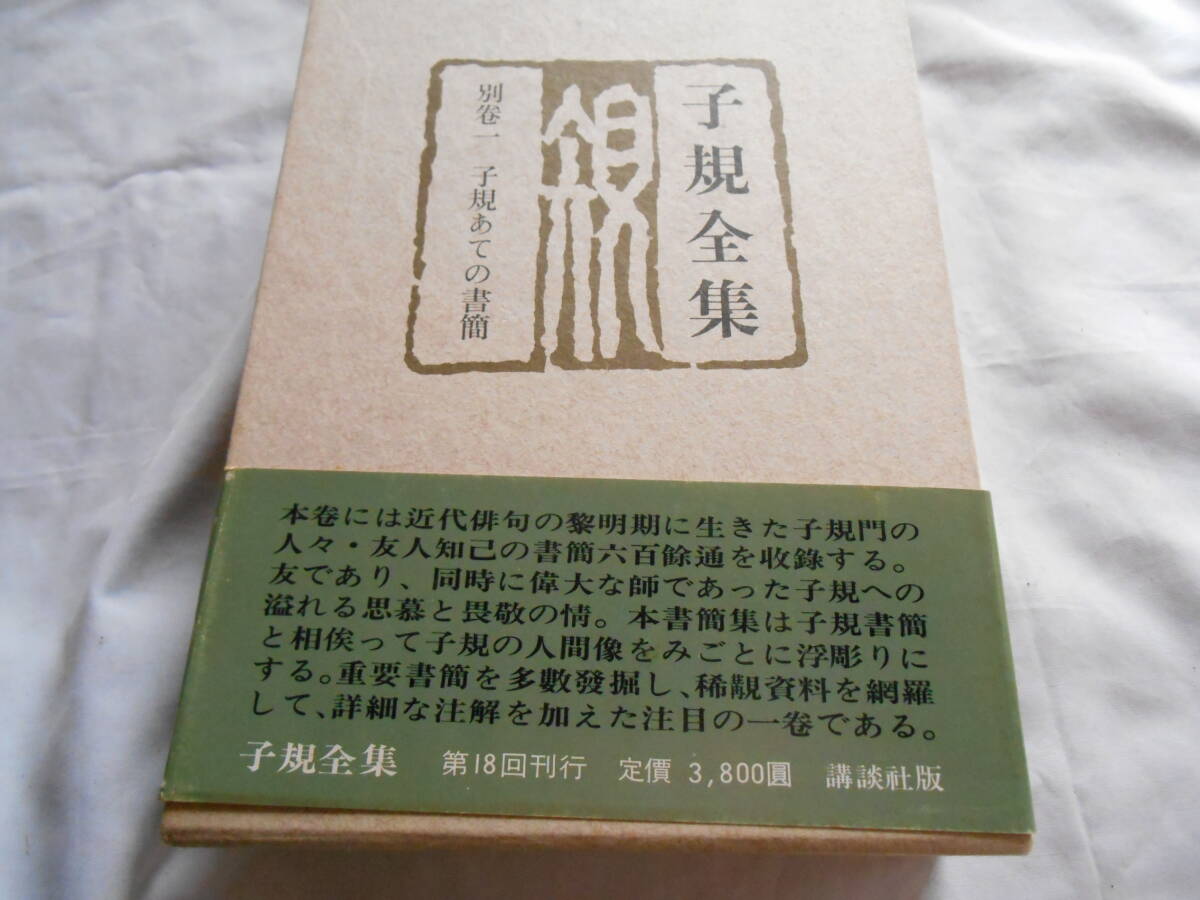 子規全集
別卷一 子規あての書簡
本卷には近代俳句の黎明期に生きた子規門の
人々・友人知己の書簡六百餘通を收錄する。
友であり、同時に偉大な師であった子規への
溢れる思慕と畏敬の情。本書簡集は子規書簡
と相俟って子規の人間像をみごとに浮彫りに
する。重要書簡を多數發掘し、稀覯資料を網羅
して、詳細な注解を加えた注目の一卷である。
子規全集 第18回刊行 定價 3,800圓 講談社版